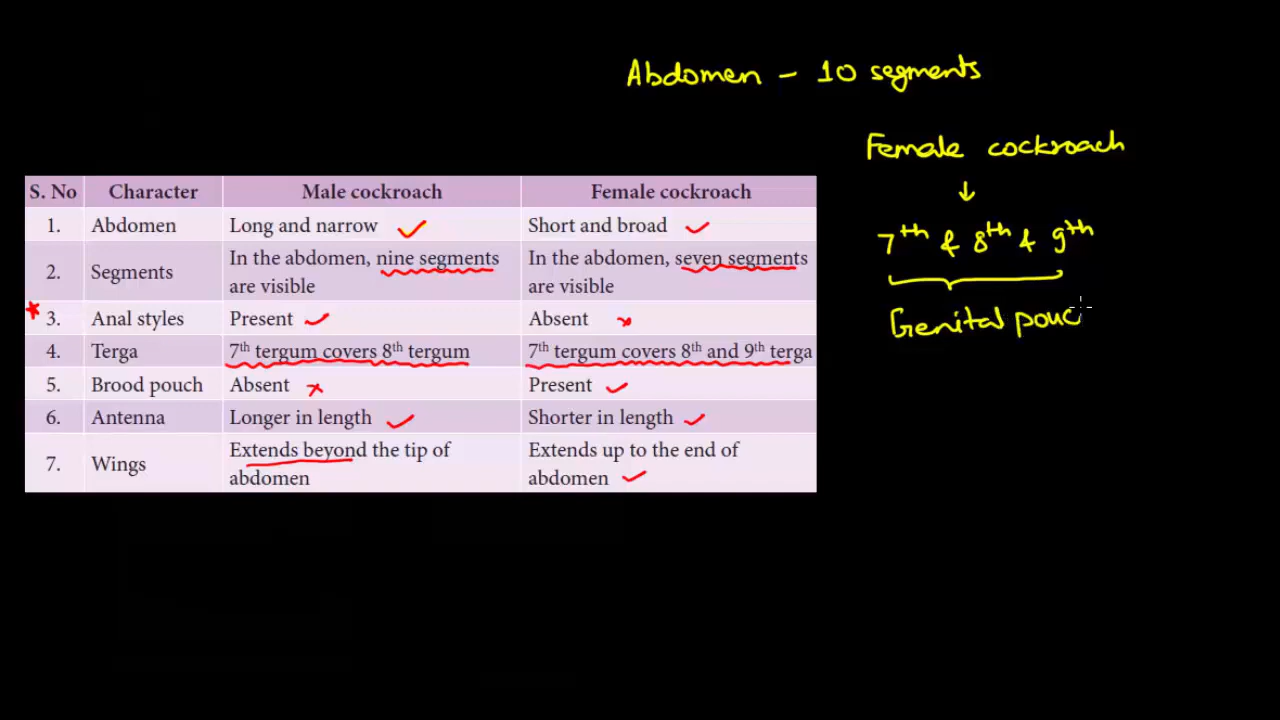 Abdomen - 10 segments
Female cockroach
↓
7th & 8th & 9th
Genital pouc
S. No Character Male cockroach Female cockroach
1. Abdomen Long and narrow Short and broad
2. Segments In the abdomen, nine segments are visible In the abdomen, seven segments are visible
3. Anal styles Present Absent
4. Terga 7th tergum covers 8th tergum 7th tergum covers 8th and 9th terga
5. Brood pouch Absent Present
6. Antenna Longer in length Shorter in length
7. Wings Extends beyond the tip of abdomen Extends up to the end of abdomen